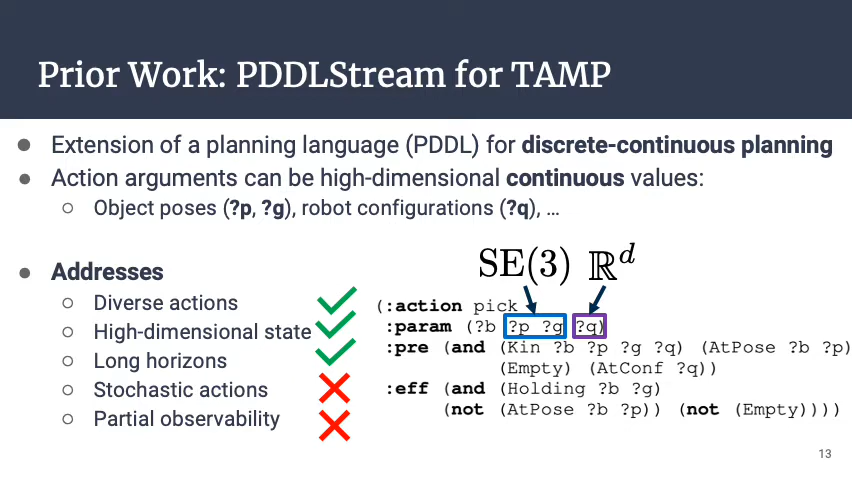 Prior Work: PDDLStream for TAMP
● Extension of a planning language (PDDL) for discrete-continuous planning
● Action arguments can be high-dimensional continuous values:
○ Object poses (?p, ?g), robot configurations (?q), …
● Addresses
○ Diverse actions
○ High-dimensional state
○ Long horizons
○ Stochastic actions
○ Partial observability
SE(3) ℝᵈ
(:action pick
:param (?b ?p ?g ?q)
:pre (and (Kin ?b ?p ?g ?q) (AtPose ?b ?p)
(Empty) (AtConf ?q))
:eff (and (Holding ?b ?g)
(not (AtPose ?b ?p)) (not (Empty))))
13